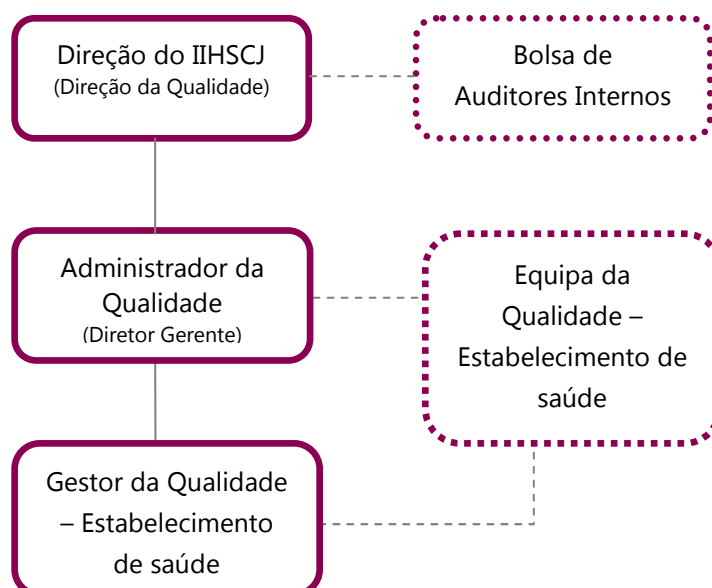 Direção do IIHSCJ
(Direção da Qualidade)
Bolsa de
Auditores Internos
Administrador da
Qualidade
(Diretor Gerente)
Equipa da
Qualidade –
Estabelecimento de
saúde
Gestor da Qualidade
– Estabelecimento
de saúde